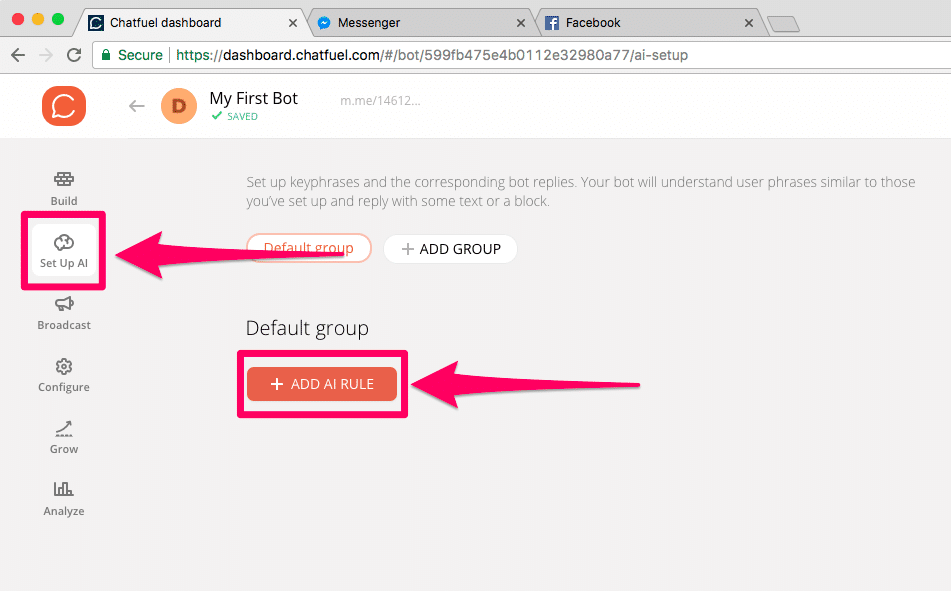 Chatfuel dashboard
Messenger
Facebook
Secure
https://dashboard.chatfuel.com/#/bot/599fb475e4b0112e32980a77/ai-setup
D
My First Bot
m.me/14612...
SAVED
Set up keyphrases and the corresponding bot replies. Your bot will understand user phrases similar to those
you've set up and reply with some text or a block.
Build
Default group
+ ADD GROUP
Set Up AI
Broadcast
Default group
Configure
+ ADD AI RULE
Grow
Analyze